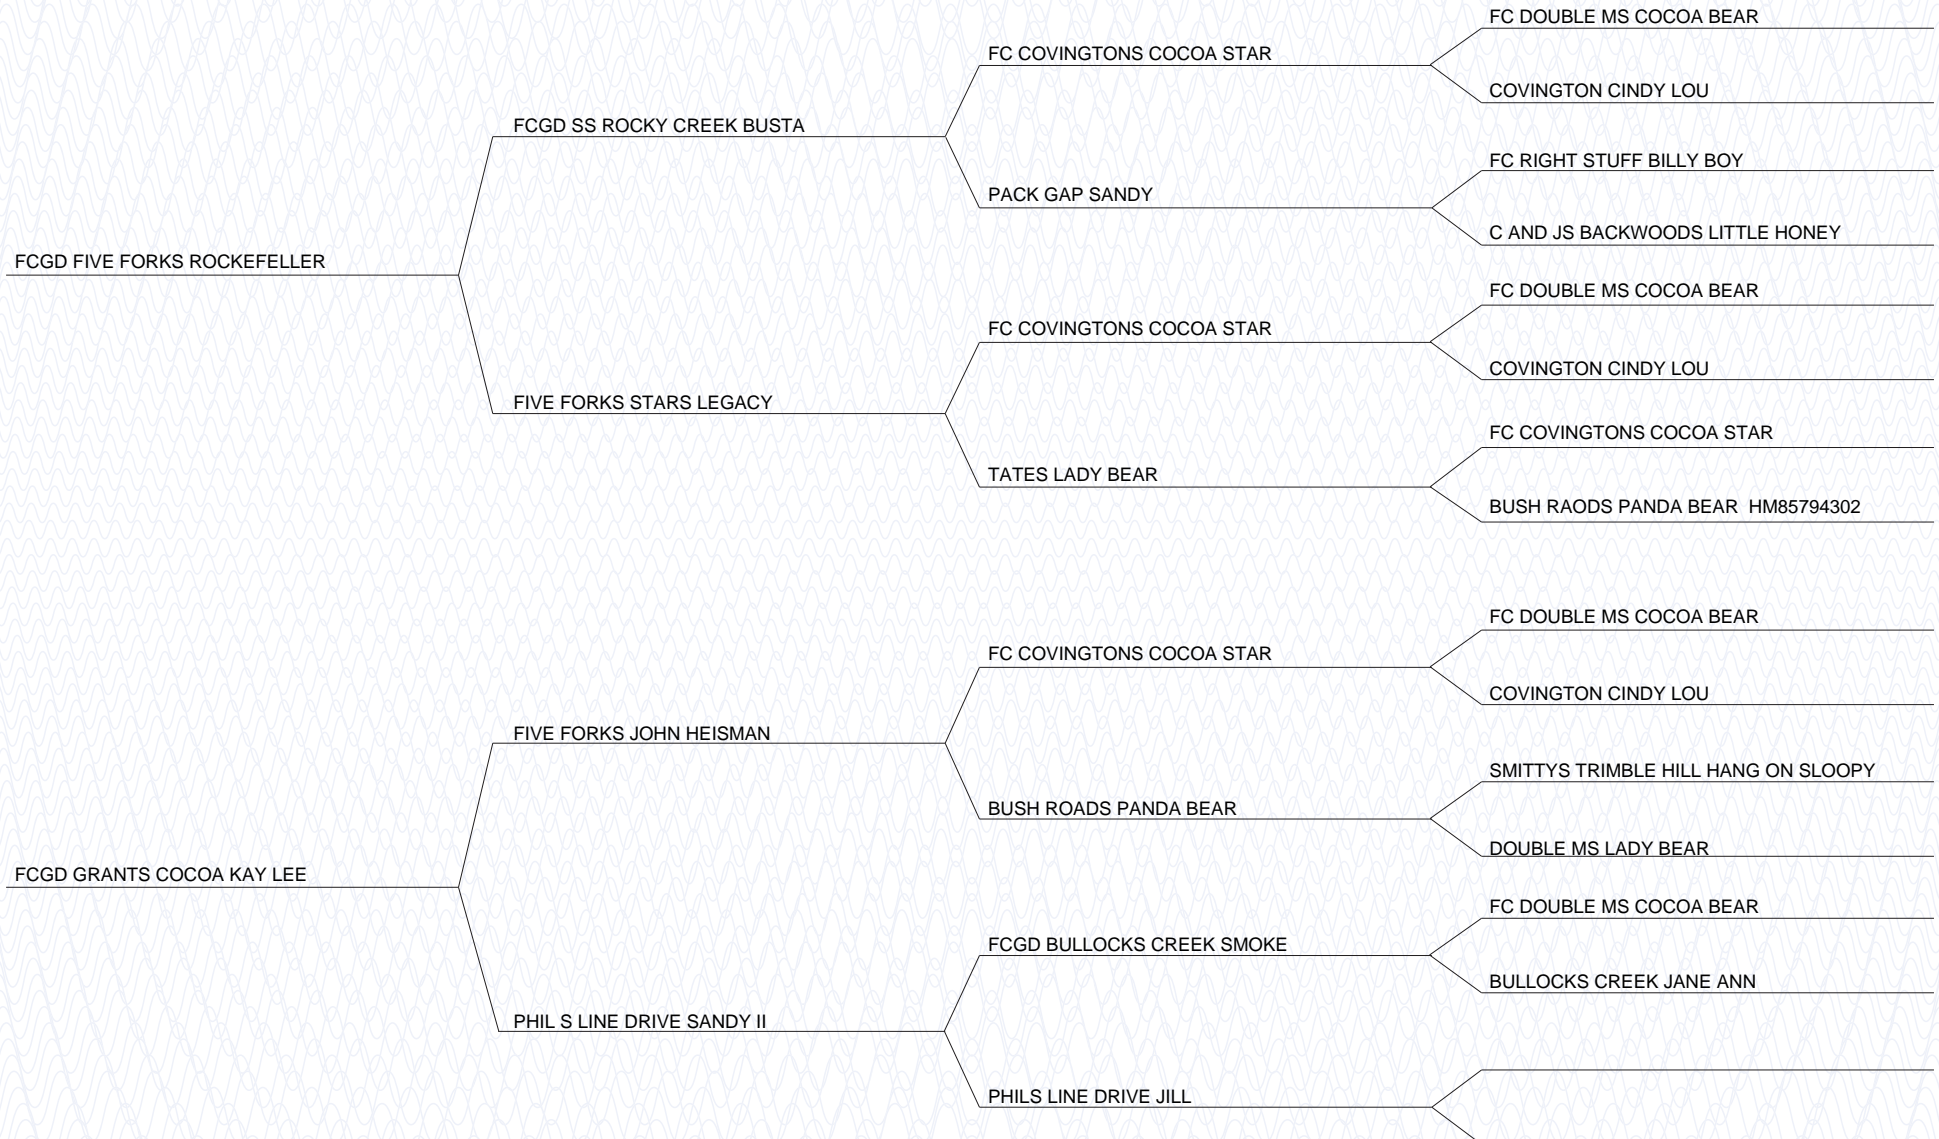 FC DOUBLE MS COCOA BEAR
FC COVINGTONS COCOA STAR
COVINGTON CINDY LOU
FCGD SS ROCKY CREEK BUSTA
FC RIGHT STUFF BILLY BOY
PACK GAP SANDY
C AND JS BACKWOODS LITTLE HONEY
FCGD FIVE FORKS ROCKEFELLER
FC DOUBLE MS COCOA BEAR
FC COVINGTONS COCOA STAR
COVINGTON CINDY LOU
FIVE FORKS STARS LEGACY
FC COVINGTONS COCOA STAR
TATES LADY BEAR
BUSH RAODS PANDA BEAR  HM85794302
FC DOUBLE MS COCOA BEAR
FC COVINGTONS COCOA STAR
COVINGTON CINDY LOU
FIVE FORKS JOHN HEISMAN
SMITTYS TRIMBLE HILL HANG ON SLOOPY
BUSH ROADS PANDA BEAR
DOUBLE MS LADY BEAR
FCGD GRANTS COCOA KAY LEE
FC DOUBLE MS COCOA BEAR
FCGD BULLOCKS CREEK SMOKE
BULLOCKS CREEK JANE ANN
PHIL S LINE DRIVE SANDY II
PHILS LINE DRIVE JILL